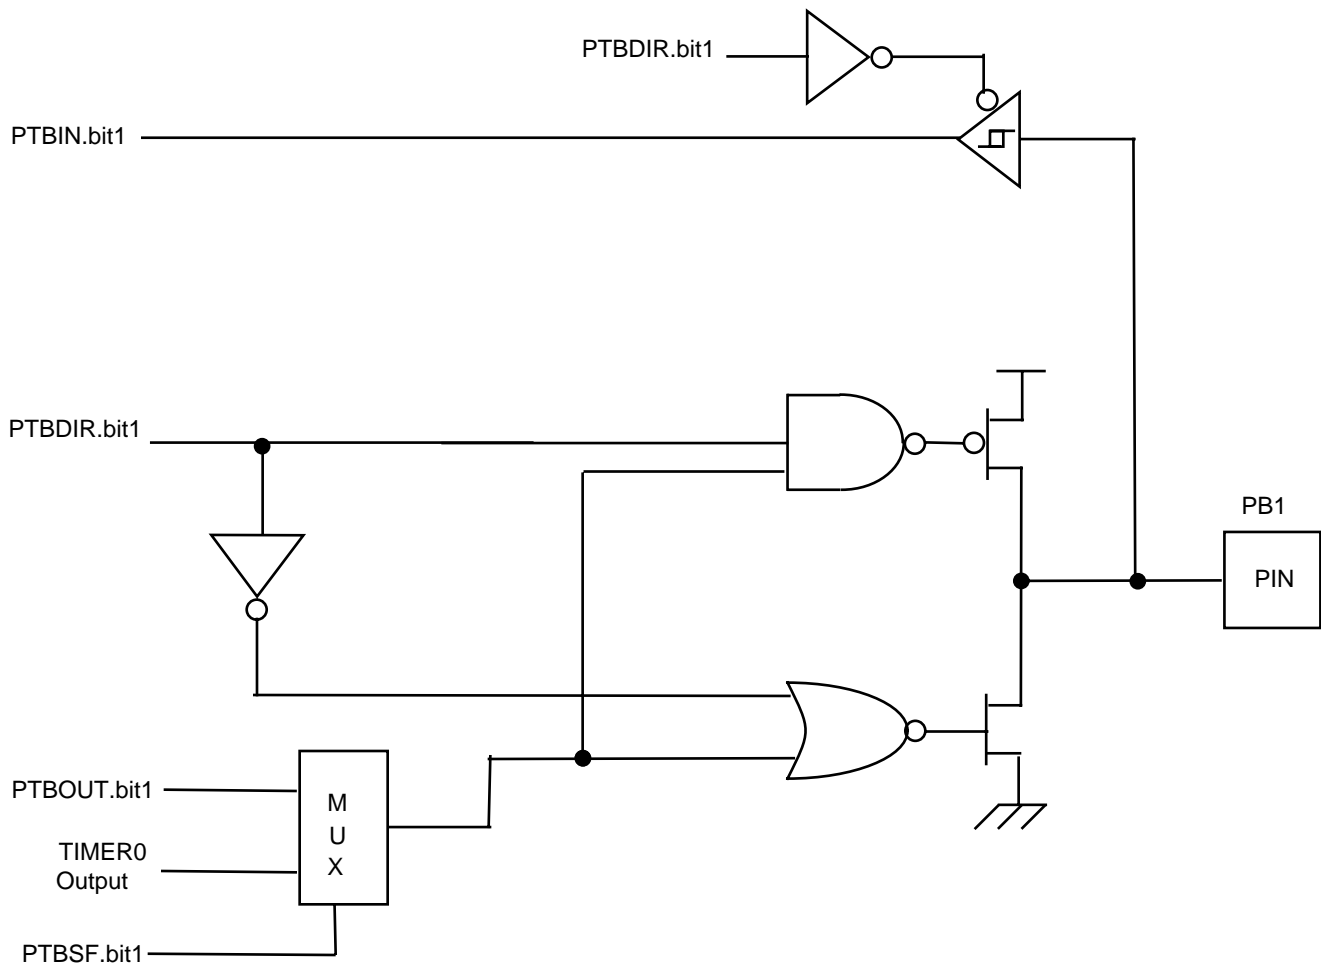 PTBDIR.bit1
PTBIN.bit1
PTBDIR.bit1
PB1
PIN
PTBOUT.bit1
M
U
X
TIMER0
Output
PTBSF.bit1